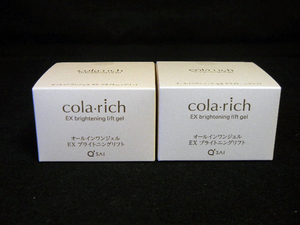 cola·rich
EX brightening lift gel
オールインワンジェル
EX ブライトニングリフト
Q'SAI
cola·rich
EX brightening lift gel
オールインワンジェル
EX ブライトニングリフト
Q'SAI